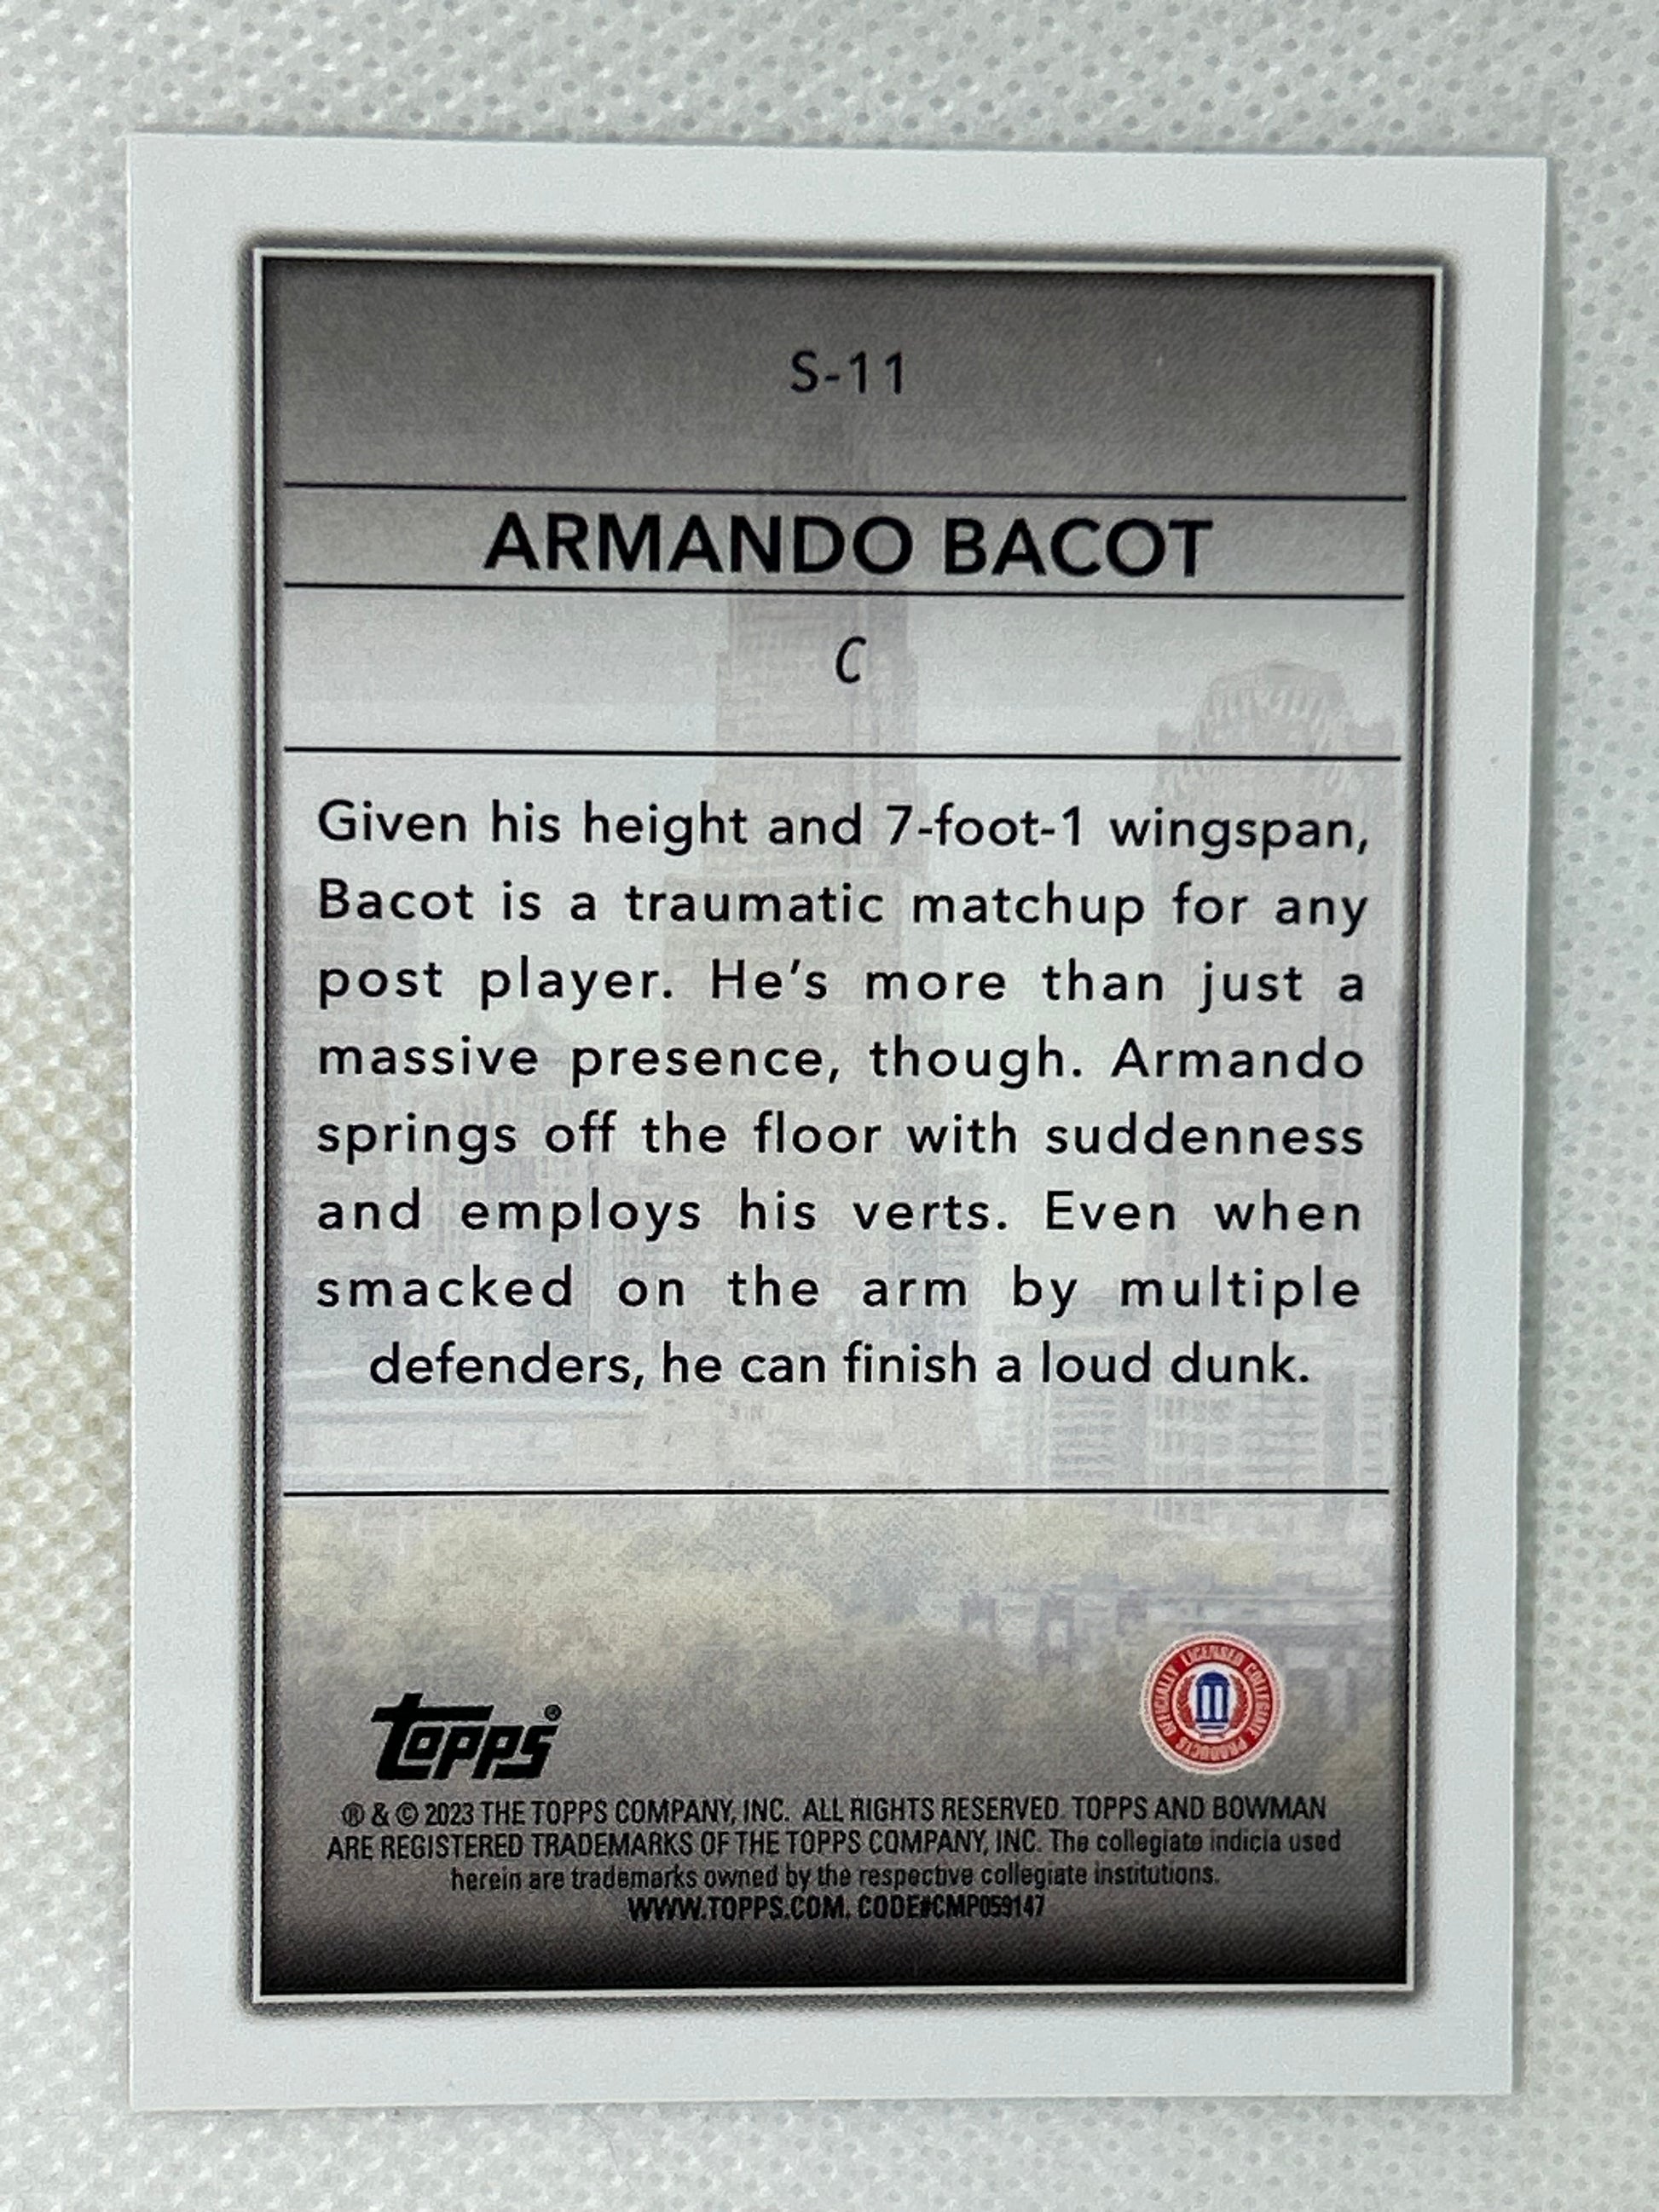 S-11
ARMANDO BACOT
C
Given his height and 7-foot-1 wingspan,
Bacot is a traumatic matchup for any
post player. He's more than just a
massive presence, though. Armando
springs off the floor with suddenness
and employs his verts. Even when
smacked on the arm by multiple
defenders, he can finish a loud dunk.
topps®
OFFICIALLY LICENSED COLLEGIATE PRODUCTS
® & © 2023 THE TOPPS COMPANY, INC. ALL RIGHTS RESERVED. TOPPS AND BOWMAN
ARE REGISTERED TRADEMARKS OF THE TOPPS COMPANY, INC. The collegiate indicia used
herein are trademarks owned by the respective collegiate institutions.
WWW.TOPPS.COM. CODE#CMP059147